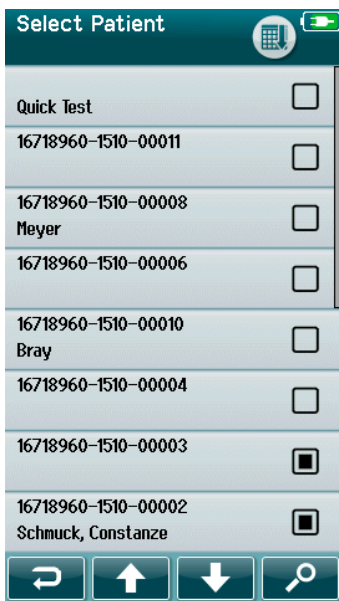 Select Patient
Quick Test
16718960-1510-00011
16718960-1510-00008
Meyer
16718960-1510-00006
16718960-1510-00010
Bray
16718960-1510-00004
16718960-1510-00003
16718960-1510-00002
Schmuck, Constanze